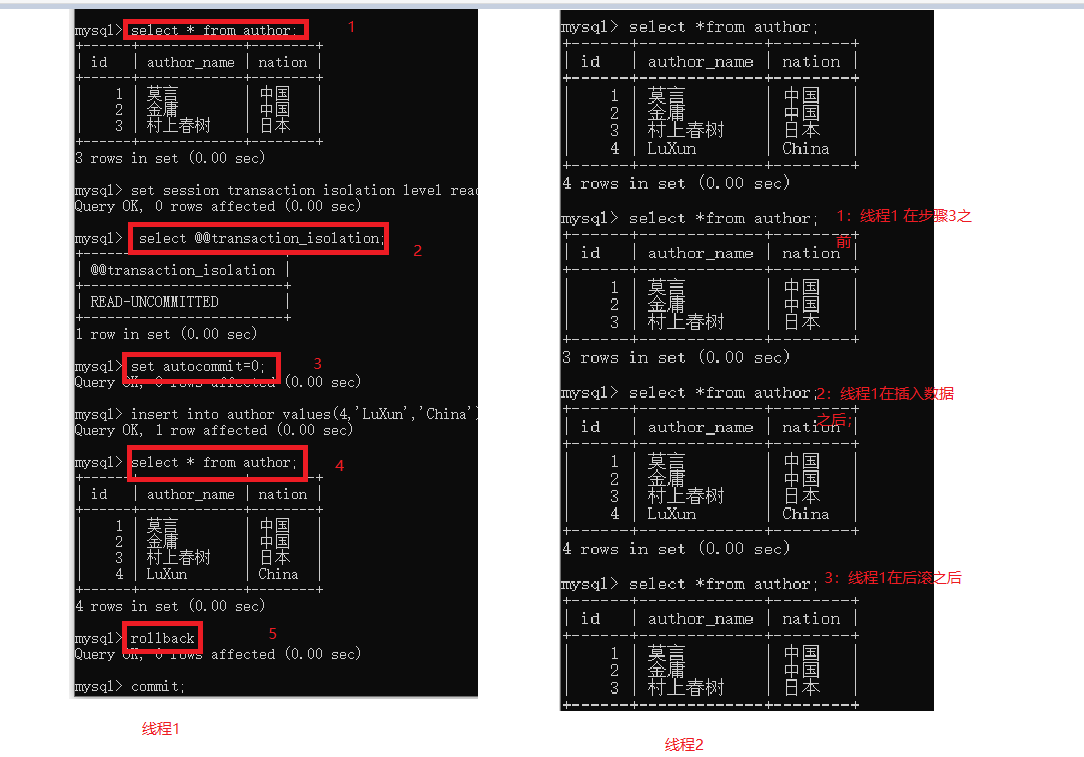 mysql> select * from author;
1
| id | author_name | nation |
| 1 | 莫言 | 中国 |
| 2 | 金庸 | 中国 |
| 3 | 村上春树 | 日本 |
3 rows in set (0.00 sec)
mysql> set session transaction isolation level read
Query OK, 0 rows affected (0.00 sec)
mysql> select @@transaction_isolation;
2
| @@transaction_isolation |
| READ-UNCOMMITTED |
1 row in set (0.00 sec)
mysql> set autocommit=0;
3
Query OK, 0 rows affected (0.00 sec)
mysql> insert into author values(4,'LuXun','China')
Query OK, 1 row affected (0.00 sec)
mysql> select * from author;
4
| id | author_name | nation |
| 1 | 莫言 | 中国 |
| 2 | 金庸 | 中国 |
| 3 | 村上春树 | 日本 |
| 4 | LuXun | China |
4 rows in set (0.00 sec)
mysql> rollback
5
Query OK, 0 rows affected (0.00 sec)
mysql> commit;
线程1
mysql> select *from author;
| id | author_name | nation |
| 1 | 莫言 | 中国 |
| 2 | 金庸 | 中国 |
| 3 | 村上春树 | 日本 |
| 4 | LuXun | China |
4 rows in set (0.00 sec)
mysql> select *from author;
1：线程1 在步骤3之
前
| id | author_name | nation |
| 1 | 莫言 | 中国 |
| 2 | 金庸 | 中国 |
| 3 | 村上春树 | 日本 |
3 rows in set (0.00 sec)
mysql> select *from author;
2：线程1在插入数据
之后；
| id | author_name | nation |
| 1 | 莫言 | 中国 |
| 2 | 金庸 | 中国 |
| 3 | 村上春树 | 日本 |
| 4 | LuXun | China |
4 rows in set (0.00 sec)
mysql> select *from author;
3：线程1在后滚之后
| id | author_name | nation |
| 1 | 莫言 | 中国 |
| 2 | 金庸 | 中国 |
| 3 | 村上春树 | 日本 |
线程2